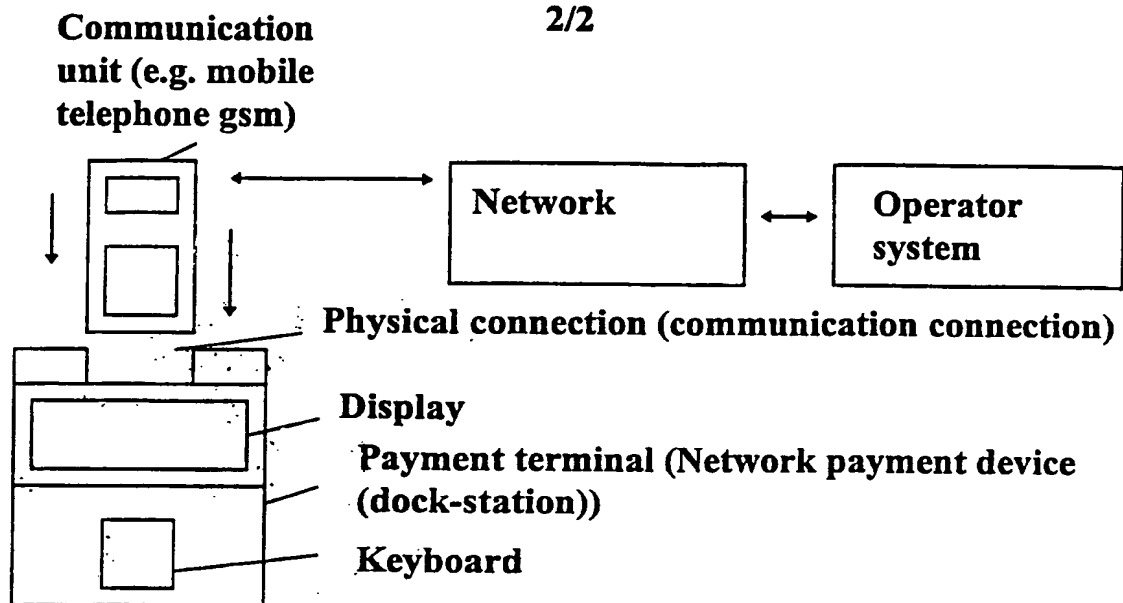 2/2
Communication
unit (e.g. mobile
telephone gsm)
Network
Operator
system
Physical connection (communication connection)
Display
Payment terminal (Network payment device
(dock-station))
Keyboard